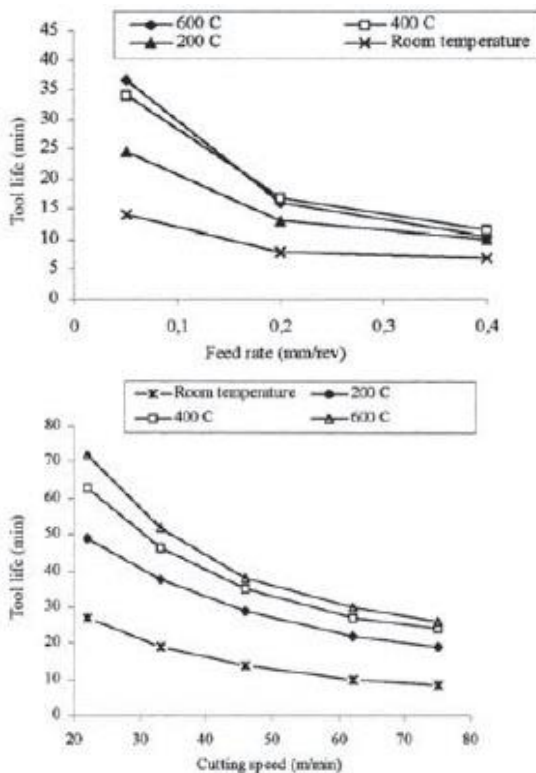 600 C 400 C
200 C Room temperature
45
40
35
30
25
20
15
10
5
0
Tool life (min)
0 0,1 0,2 0,3 0,4
Feed rate (mm/rev)
Room temperature 200 C
400 C 600 C
80
70
60
50
40
30
20
10
0
Tool life (min)
20 30 40 50 60 70 80
Cutting speed (m/min)